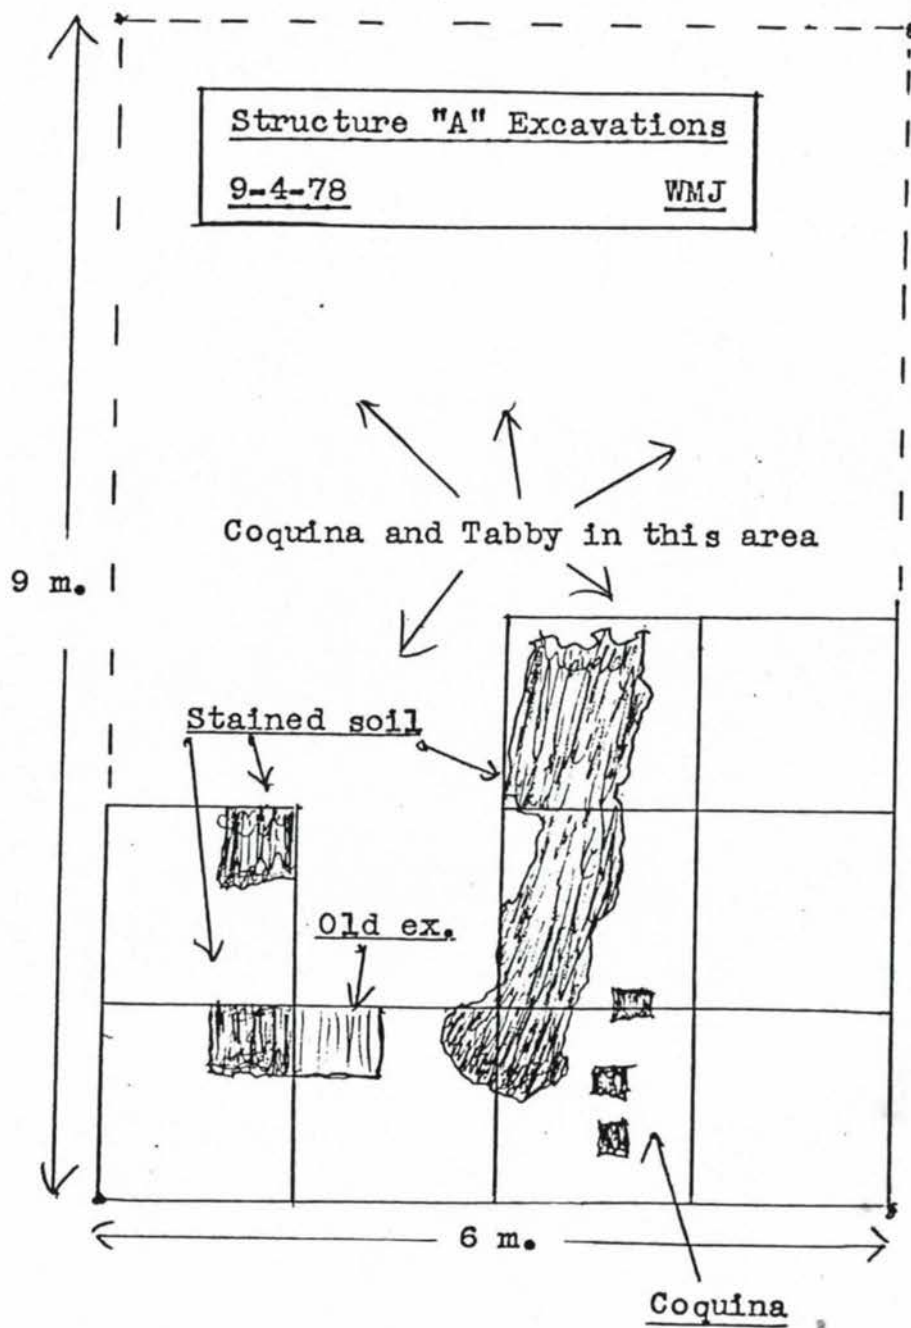 Structure "A" Excavations
9-4-78 WMJ
Coquina and Tabby in this area
9 m.
Stained soil
Old ex.
6 m.
Coquina